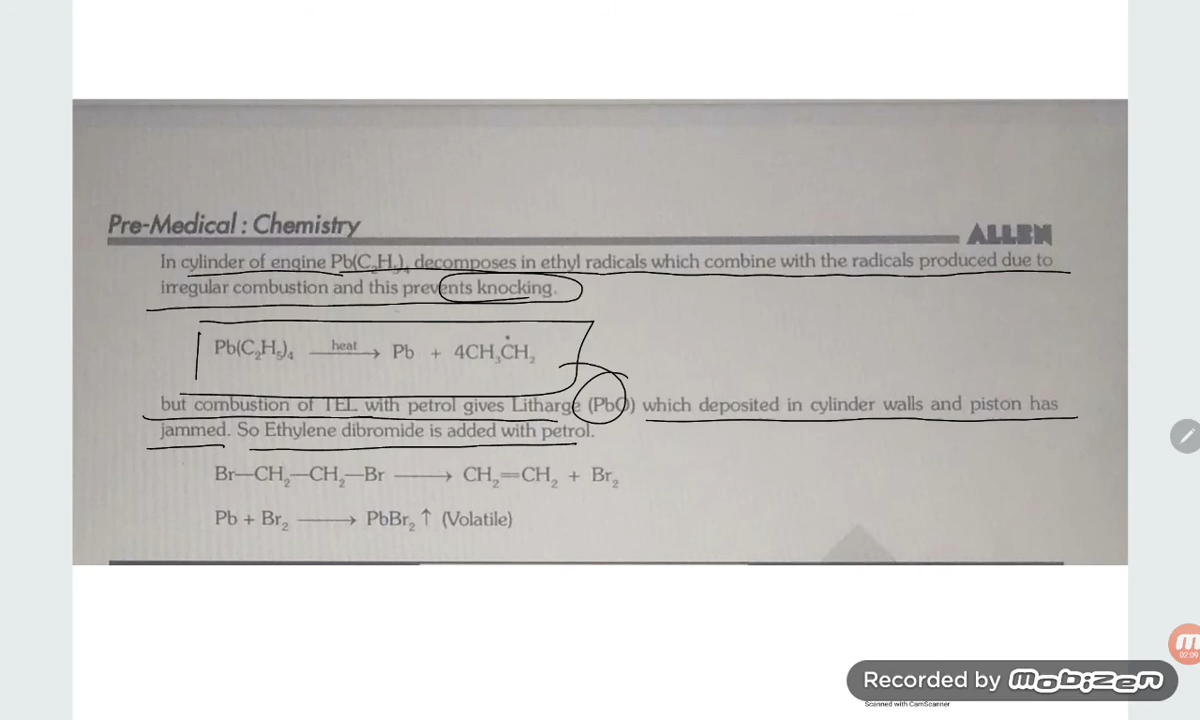 Pre-Medical : Chemistry
ALLEN
In cylinder of engine Pb(C₂H₅)₄ decomposes in ethyl radicals which combine with the radicals produced due to
irregular combustion and this prevents knocking.
Pb(C₂H₅)₄ —heat→ Pb + 4CH₃ĊH₂
but combustion of TEL with petrol gives Litharge (PbO) which deposited in cylinder walls and piston has
jammed. So Ethylene dibromide is added with petrol.
Br—CH₂—CH₂—Br ⟶ CH₂=CH₂ + Br₂
Pb + Br₂ ⟶ PbBr₂ ↑ (Volatile)
02:09
Recorded by Mobizen
Scanned with CamScanner